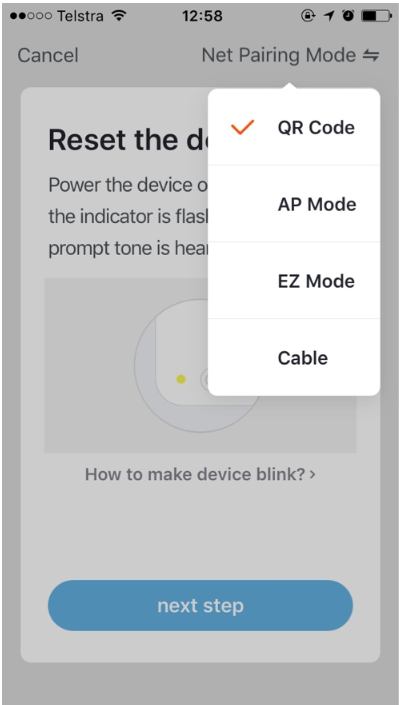 Telstra 12:58
Cancel Net Pairing Mode
Reset the d
QR Code
Power the device o
the indicator is flas
AP Mode
prompt tone is hea
EZ Mode
Cable
How to make device blink? >
next step